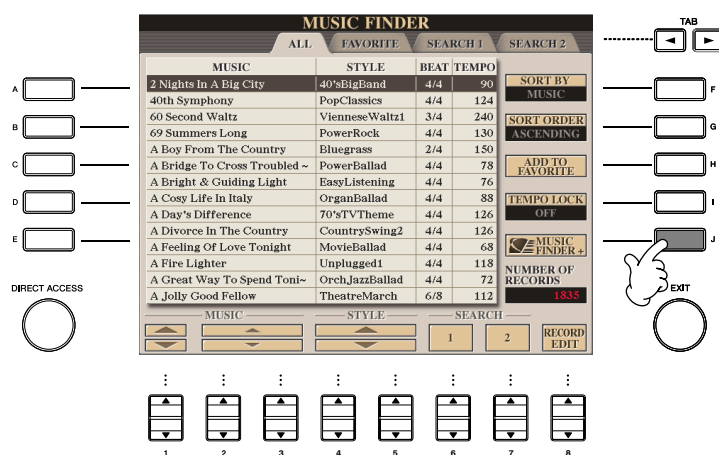 MUSIC FINDER
TAB
ALL FAVORITE SEARCH 1 SEARCH 2
MUSIC STYLE BEAT TEMPO
2 Nights In A Big City 40'sBigBand 4/4 90
40th Symphony PopClassics 4/4 124
60 Second Waltz VienneseWaltz1 3/4 240
69 Summers Long PowerRock 4/4 130
A Boy From The Country Bluegrass 2/4 150
A Bridge To Cross Troubled ~ PowerBallad 4/4 78
A Bright & Guiding Light EasyListening 4/4 76
A Cosy Life In Italy OrganBallad 4/4 88
A Day's Difference 70'sTVTheme 4/4 126
A Divorce In The Country CountrySwing2 4/4 126
A Feeling Of Love Tonight MovieBallad 4/4 68
A Fire Lighter Unplugged1 4/4 118
A Great Way To Spend Toni~ OrchJazzBallad 4/4 72
A Jolly Good Fellow TheatreMarch 6/8 112
SORT BY
MUSIC
SORT ORDER
ASCENDING
ADD TO
FAVORITE
TEMPO LOCK
OFF
MUSIC
FINDER +
NUMBER OF
RECORDS
1835
MUSIC STYLE SEARCH
1 2 RECORD
EDIT
A
B
C
D
E
F
G
H
I
J
DIRECT ACCESS
EXIT
1 2 3 4 5 6 7 8